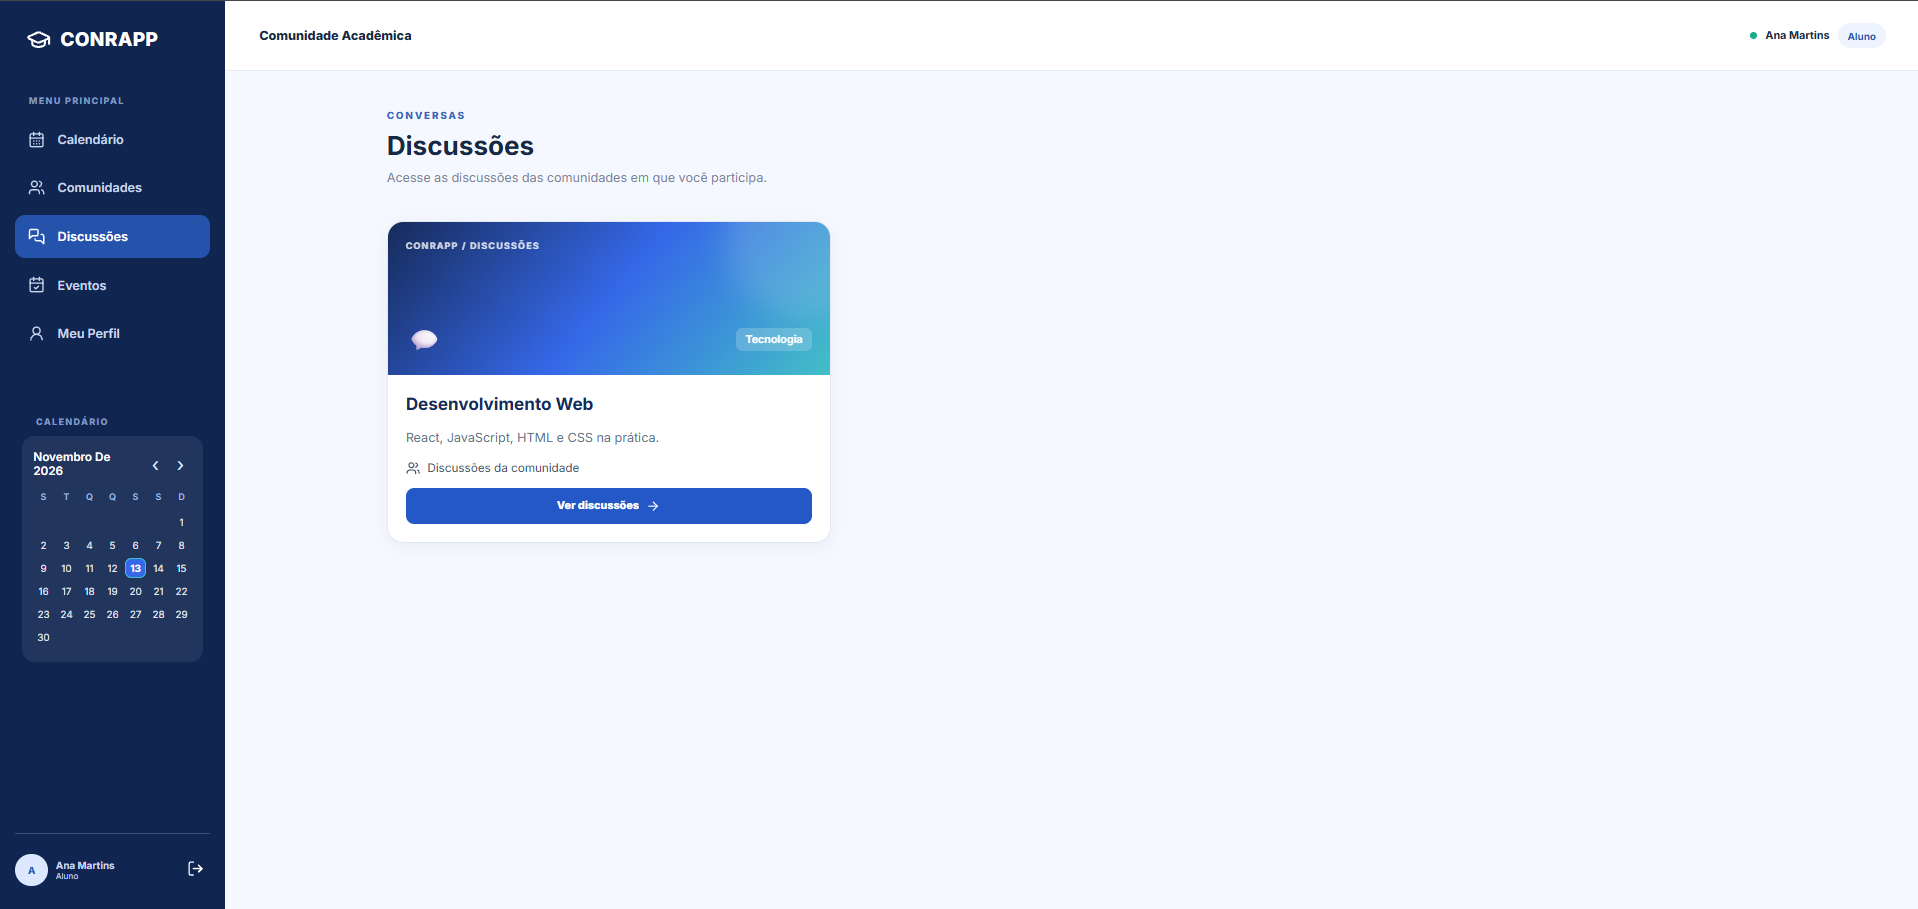 CONRAPP
MENU PRINCIPAL
Calendário
Comunidades
Discussões
Eventos
Meu Perfil
CALENDÁRIO
Novembro De
2026
S T Q Q S S D
1
2 3 4 5 6 7 8
9 10 11 12 13 14 15
16 17 18 19 20 21 22
23 24 25 26 27 28 29
30
A
Ana Martins
Aluno
Comunidade Acadêmica
Ana Martins
Aluno
CONVERSAS
Discussões
Acesse as discussões das comunidades em que você participa.
CONRAPP / DISCUSSÕES
Tecnologia
Desenvolvimento Web
React, JavaScript, HTML e CSS na prática.
Discussões da comunidade
Ver discussões